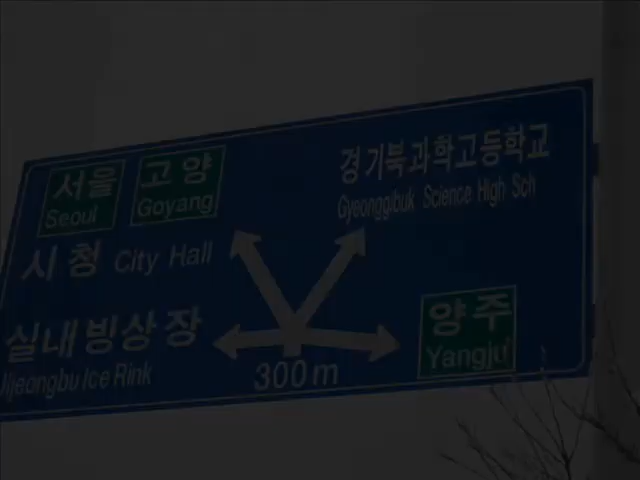 서울 고양
Seoul Goyang
시청 City Hall
실내빙상장
Uijeongbu Ice Rink
경기북과학고등학교
Gyeonggibuk Science High Sch
양주
Yangju
300m